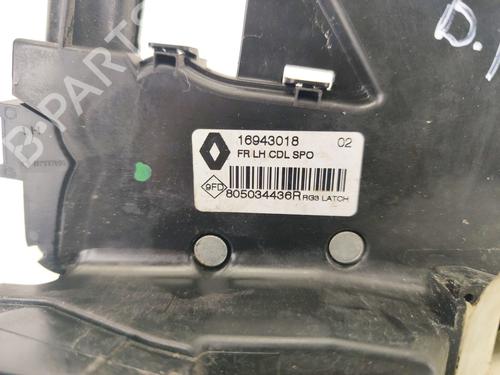 16943018 02
FR LH CDL SPO
9FD 805034436R RG3 LATCH
D.
B-PARTS